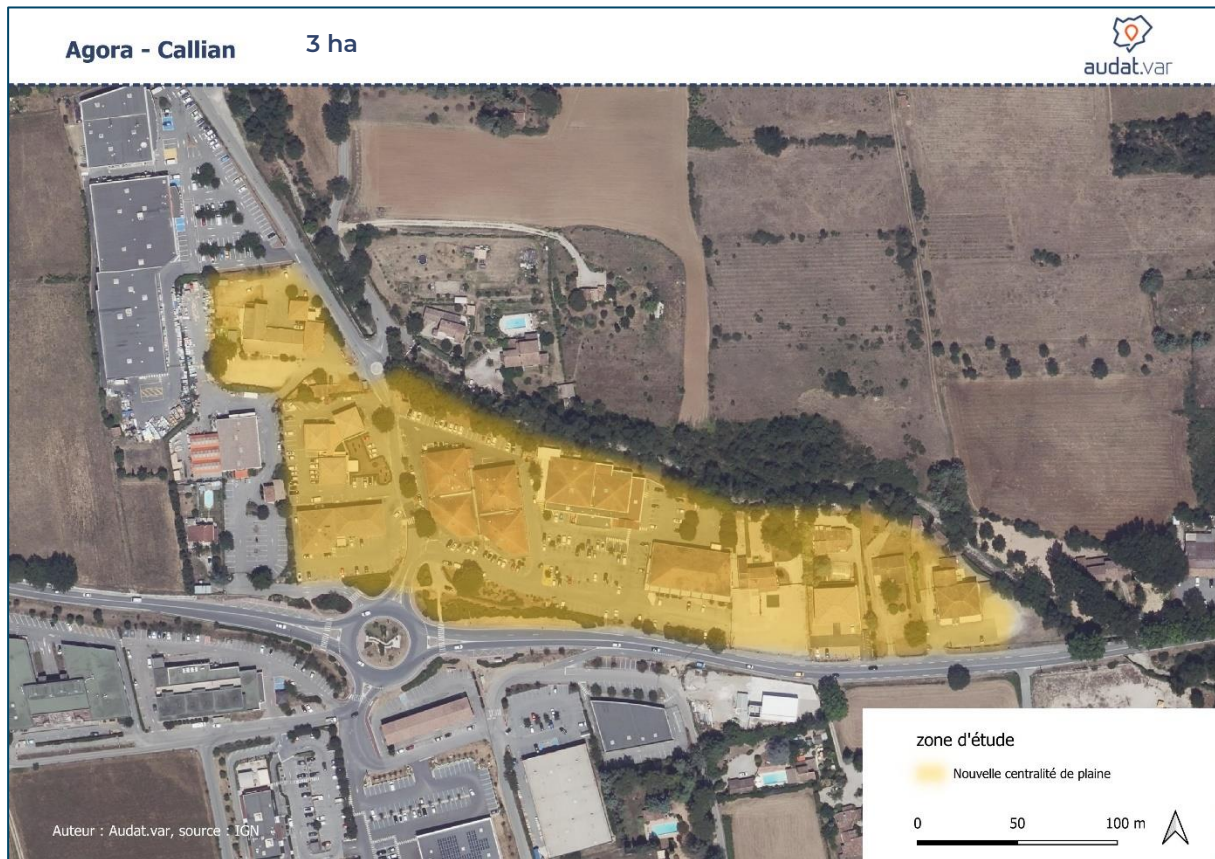 Agora - Callian
3 ha
audat.var
zone d'étude
Nouvelle centralité de plaine
0 50 100 m
Auteur : Audat.var, source : IGN